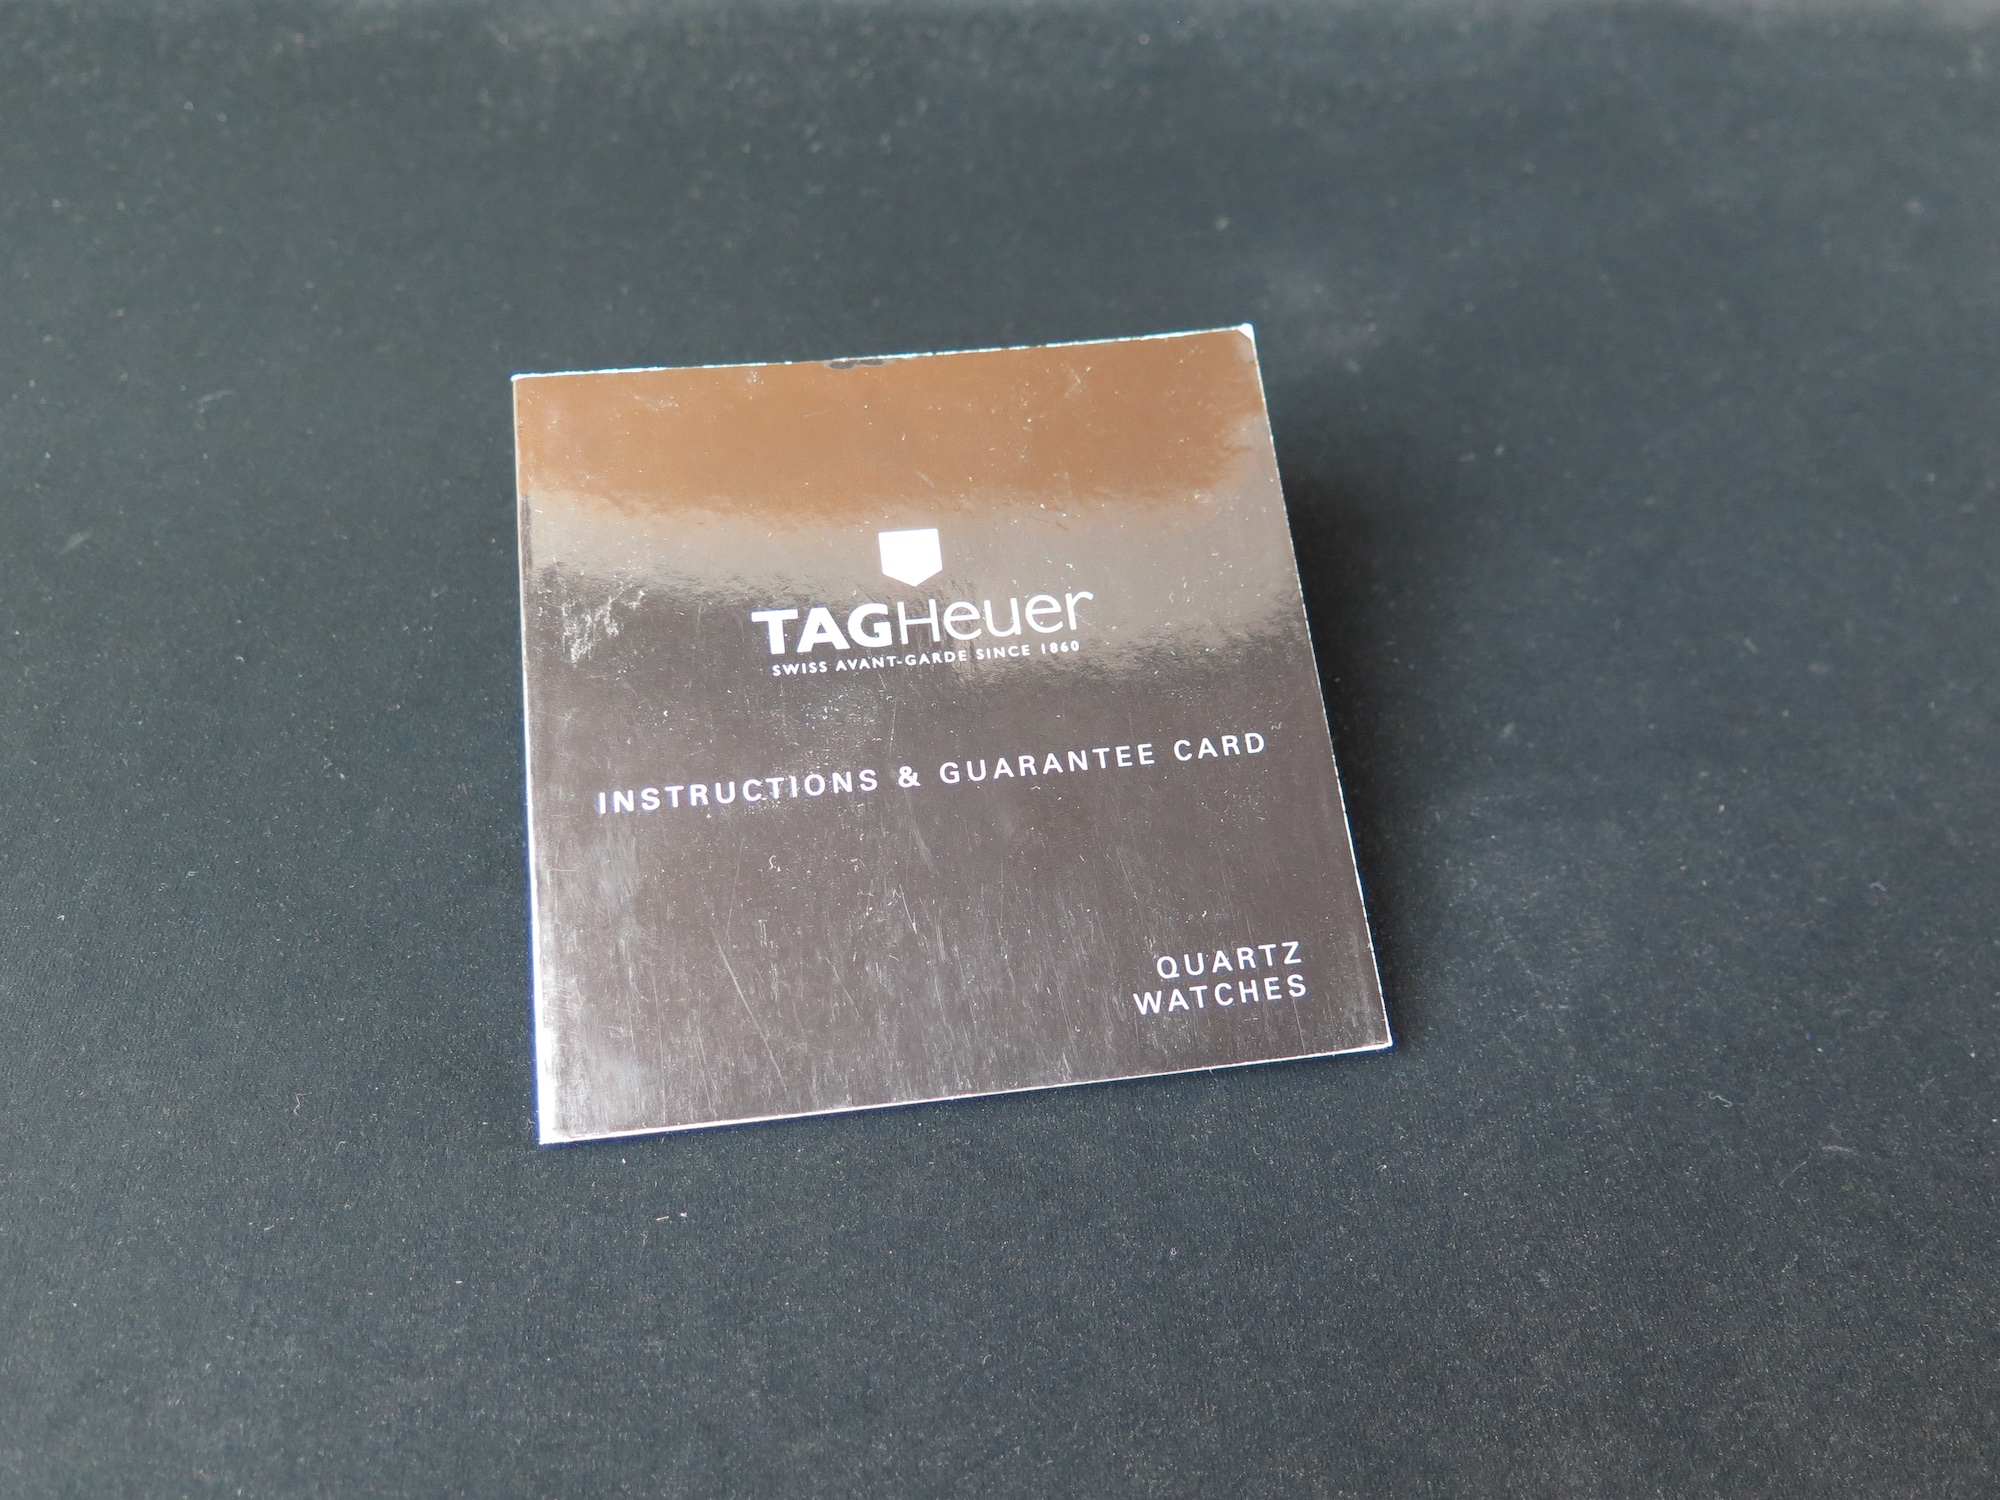 TAGHeuer
SWISS AVANT-GARDE SINCE 1860
INSTRUCTIONS & GUARANTEE CARD
QUARTZ
WATCHES